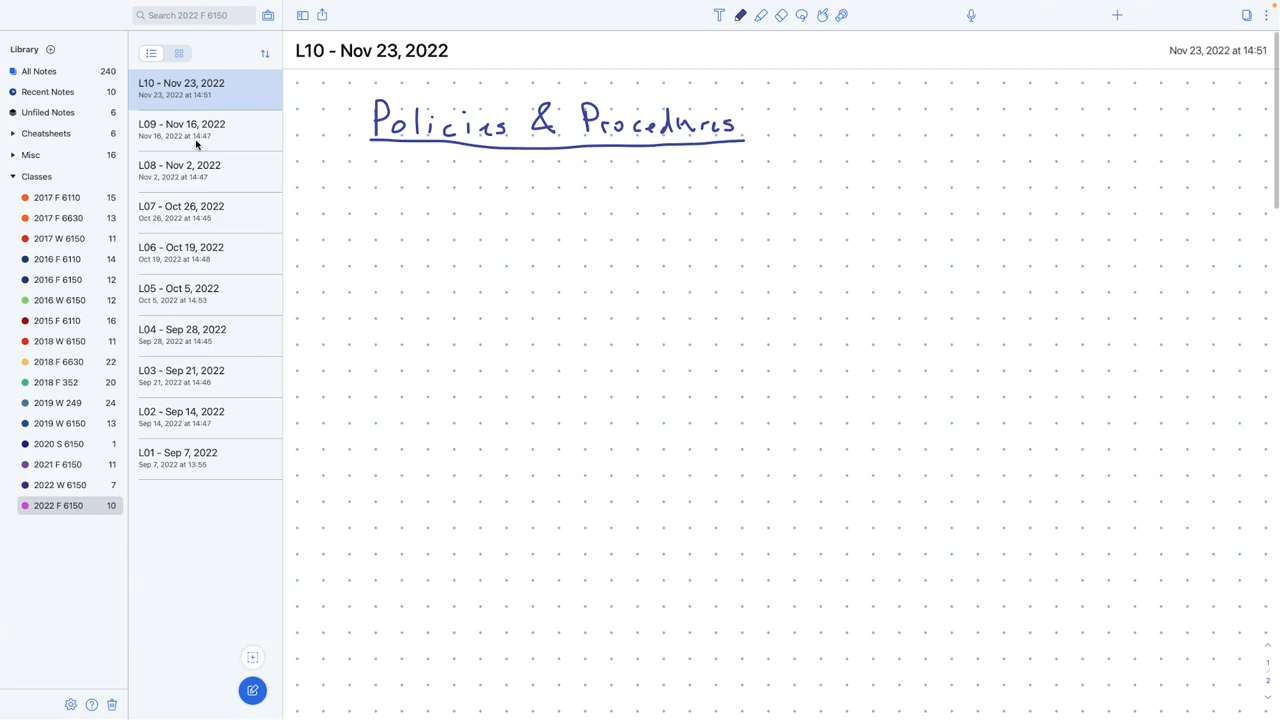 Search 2022 F 6150
Library
All Notes 240
Recent Notes 10
Unfiled Notes 6
Cheatsheets 6
Misc 16
Classes
2017 F 6110 15
2017 F 6630 13
2017 W 6150 11
2016 F 6110 14
2016 F 6150 12
2016 W 6150 12
2015 F 6110 16
2018 W 6150 11
2018 F 6630 22
2018 F 352 20
2019 W 249 24
2019 W 6150 13
2020 S 6150 1
2021 F 6150 11
2022 W 6150 7
2022 F 6150 10
L10 - Nov 23, 2022
Nov 23, 2022 at 14:51
L09 - Nov 16, 2022
Nov 16, 2022 at 14:47
L08 - Nov 2, 2022
Nov 2, 2022 at 14:47
L07 - Oct 26, 2022
Oct 26, 2022 at 14:45
L06 - Oct 19, 2022
Oct 19, 2022 at 14:48
L05 - Oct 5, 2022
Oct 5, 2022 at 14:53
L04 - Sep 28, 2022
Sep 28, 2022 at 14:45
L03 - Sep 21, 2022
Sep 21, 2022 at 14:46
L02 - Sep 14, 2022
Sep 14, 2022 at 14:47
L01 - Sep 7, 2022
Sep 7, 2022 at 13:55
L10 - Nov 23, 2022
Nov 23, 2022 at 14:51
Policies & Procedures
1
2